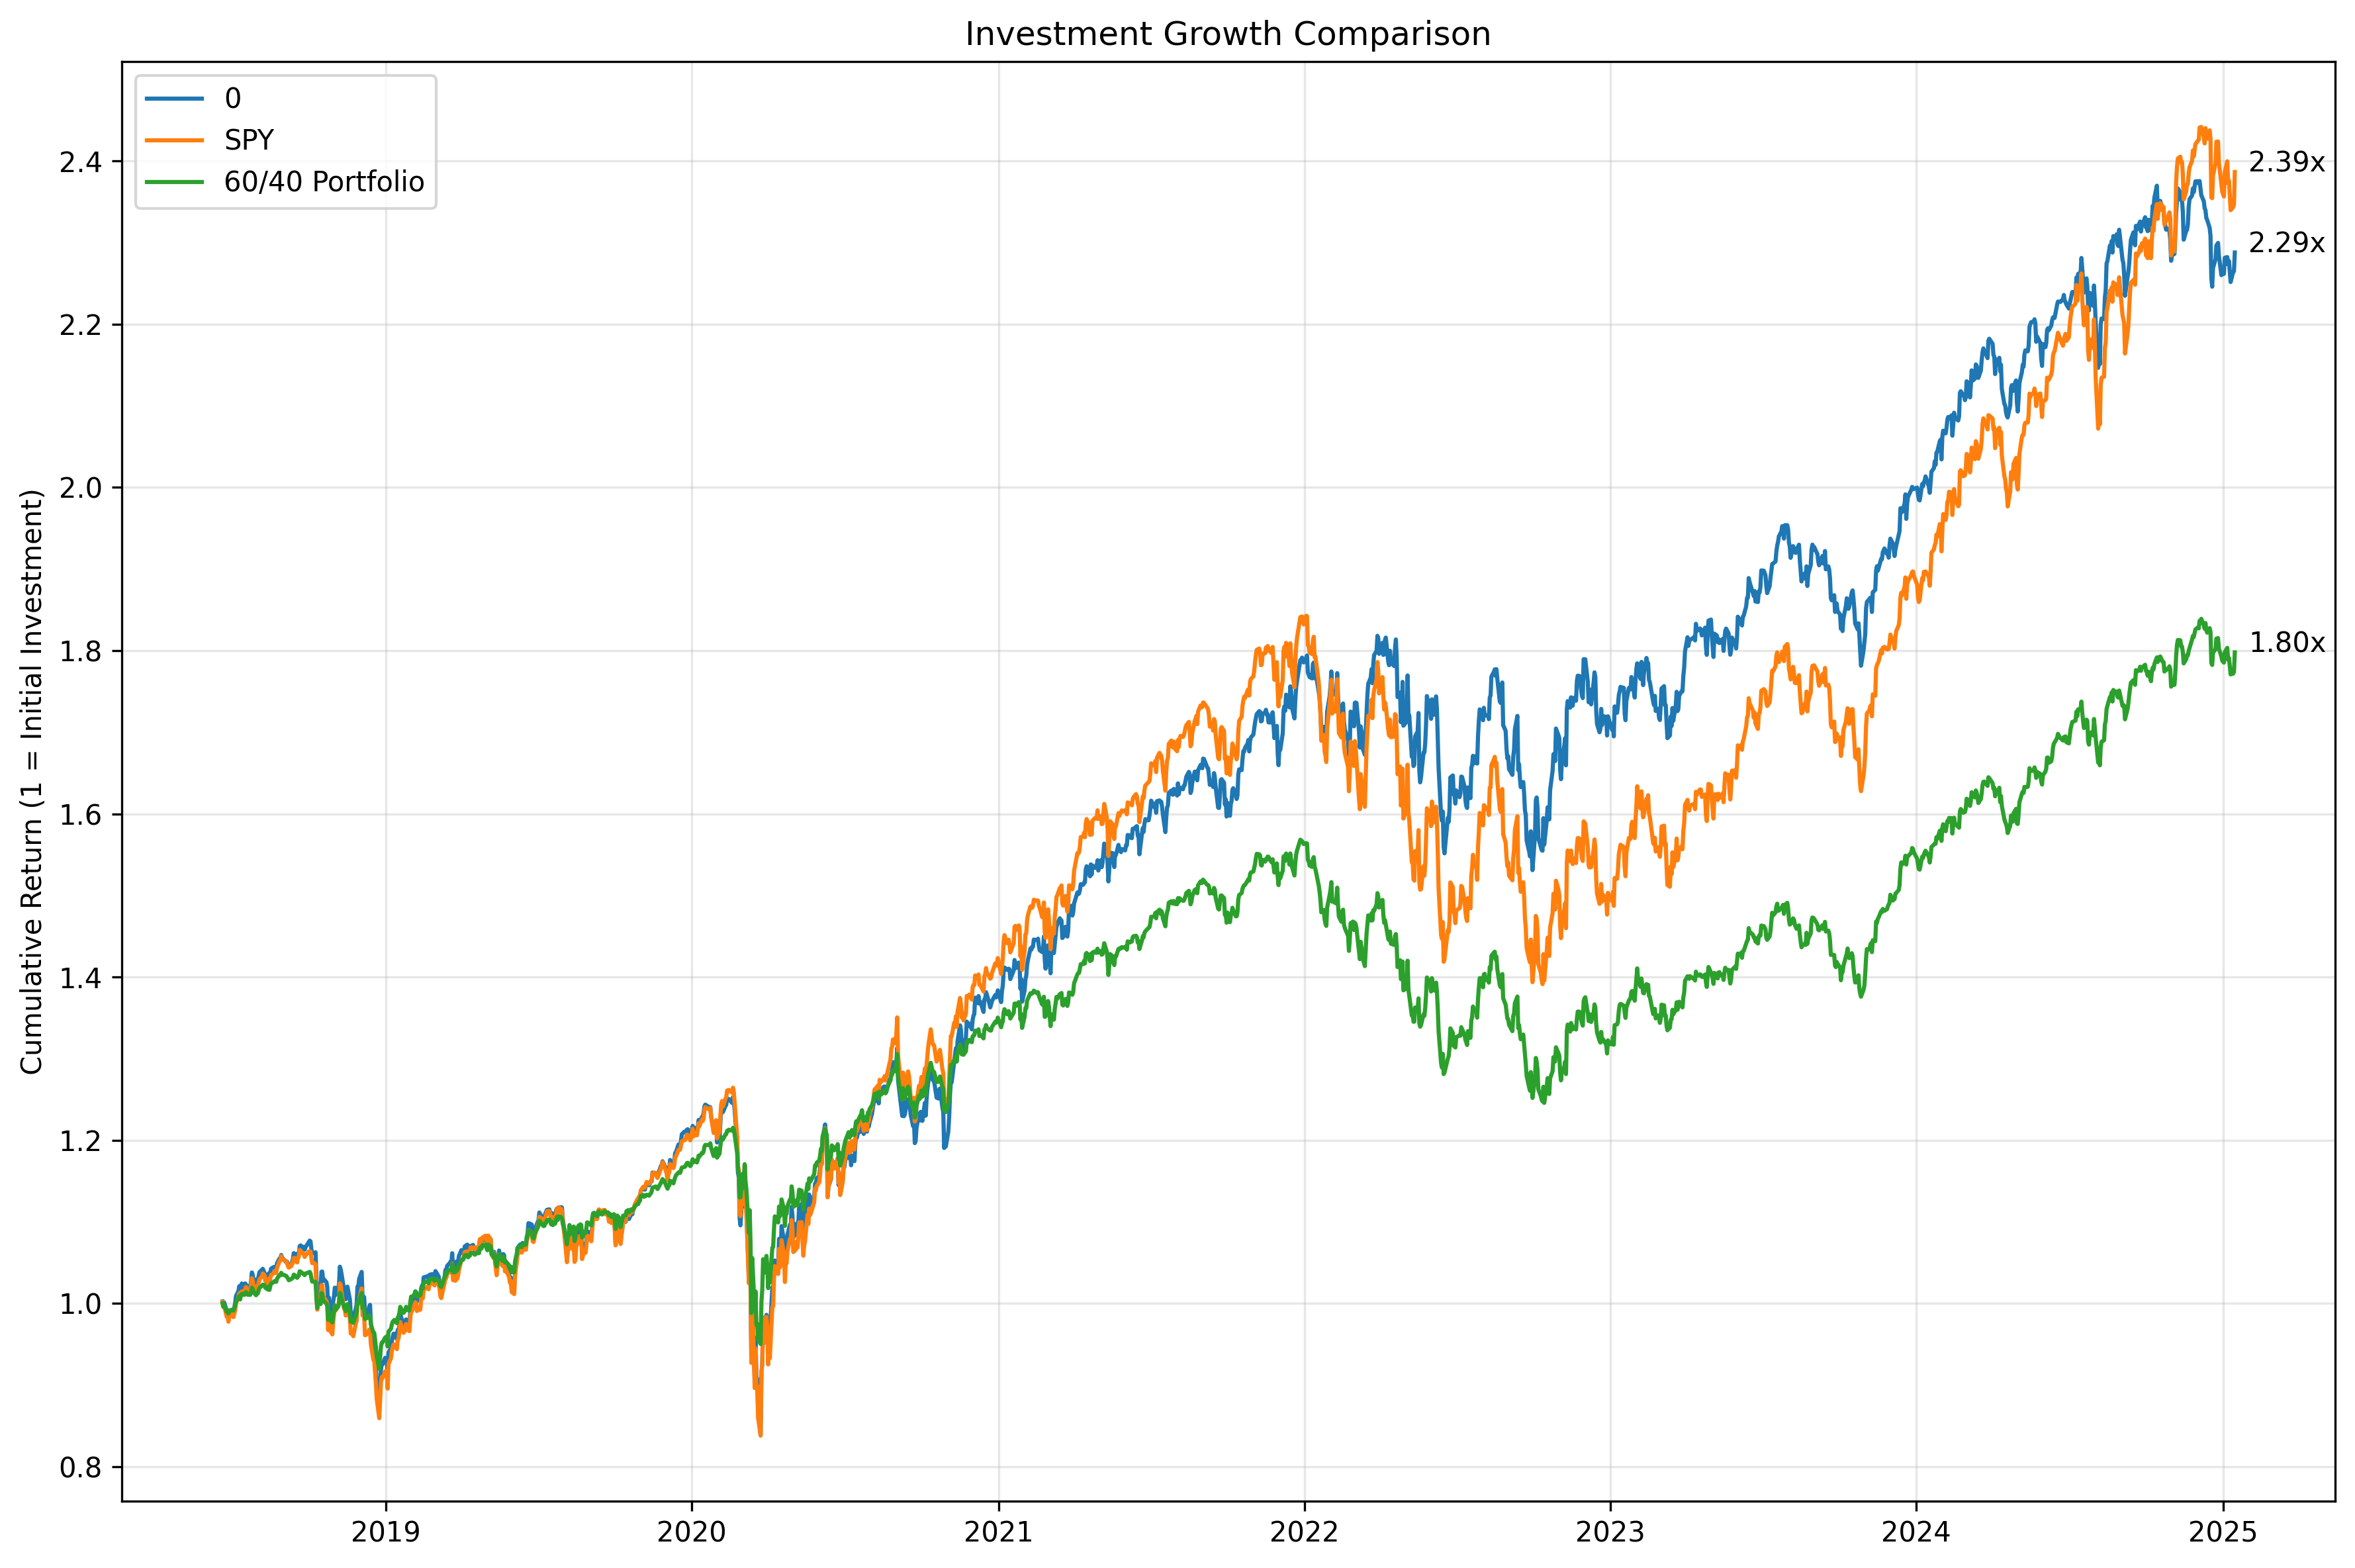 Investment Growth Comparison
0
SPY
60/40 Portfolio
Cumulative Return (1 = Initial Investment)
2.4
2.2
2.0
1.8
1.6
1.4
1.2
1.0
0.8
2.39x
2.29x
1.80x
2019
2020
2021
2022
2023
2024
2025